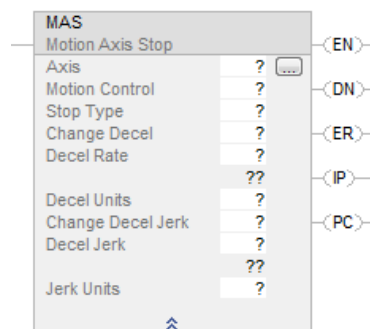 MAS
Motion Axis Stop
(EN)
Axis ? ...
Motion Control ?
(DN)
Stop Type ?
Change Decel ?
(ER)
Decel Rate ?
??
(IP)
Decel Units ?
Change Decel Jerk ?
(PC)
Decel Jerk ?
??
Jerk Units ?